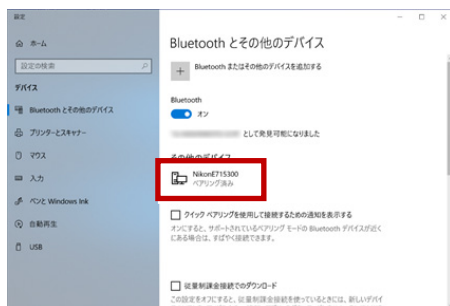 設定
ホーム
設定の検索
デバイス
Bluetooth とその他のデバイス
プリンターとスキャナー
マウス
入力
ペンと Windows Ink
自動再生
USB
Bluetooth とその他のデバイス
Bluetooth またはその他のデバイスを追加する
Bluetooth
オン
として発見可能になりました
その他のデバイス
NikonE715300
ペアリング済み
クイック ペアリングを使用して接続するための通知を表示する
オンにすると、サポートされているペアリング モードの Bluetooth デバイスが近く
にある場合は、すばやく接続できます。
従量制課金接続でのダウンロード
この設定をオフにすると、従量制課金接続を使っているときには、新しいデバイ